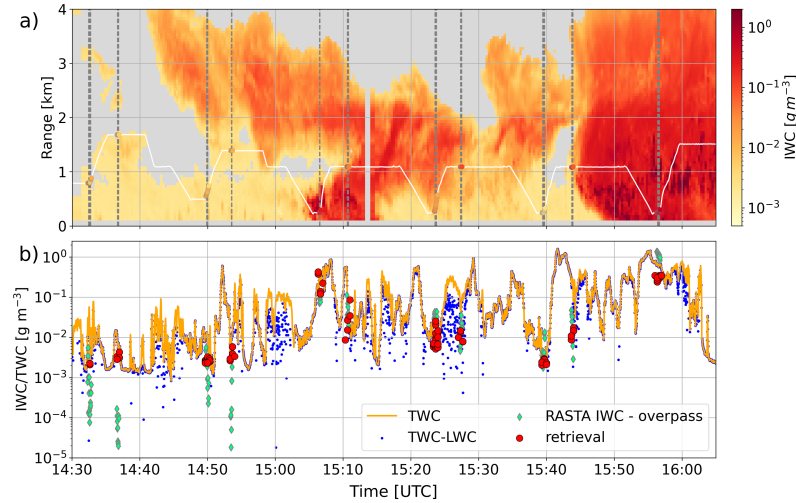 a)
4
3
2
1
0
Range [km]
10⁰
10⁻¹
10⁻²
10⁻³
IWC [g m⁻³]
b)
10⁰
10⁻¹
10⁻²
10⁻³
10⁻⁴
10⁻⁵
IWC/TWC [g m⁻³]
TWC
TWC-LWC
RASTA IWC - overpass
retrieval
14:30 14:40 14:50 15:00 15:10 15:20 15:30 15:40 15:50 16:00
Time [UTC]